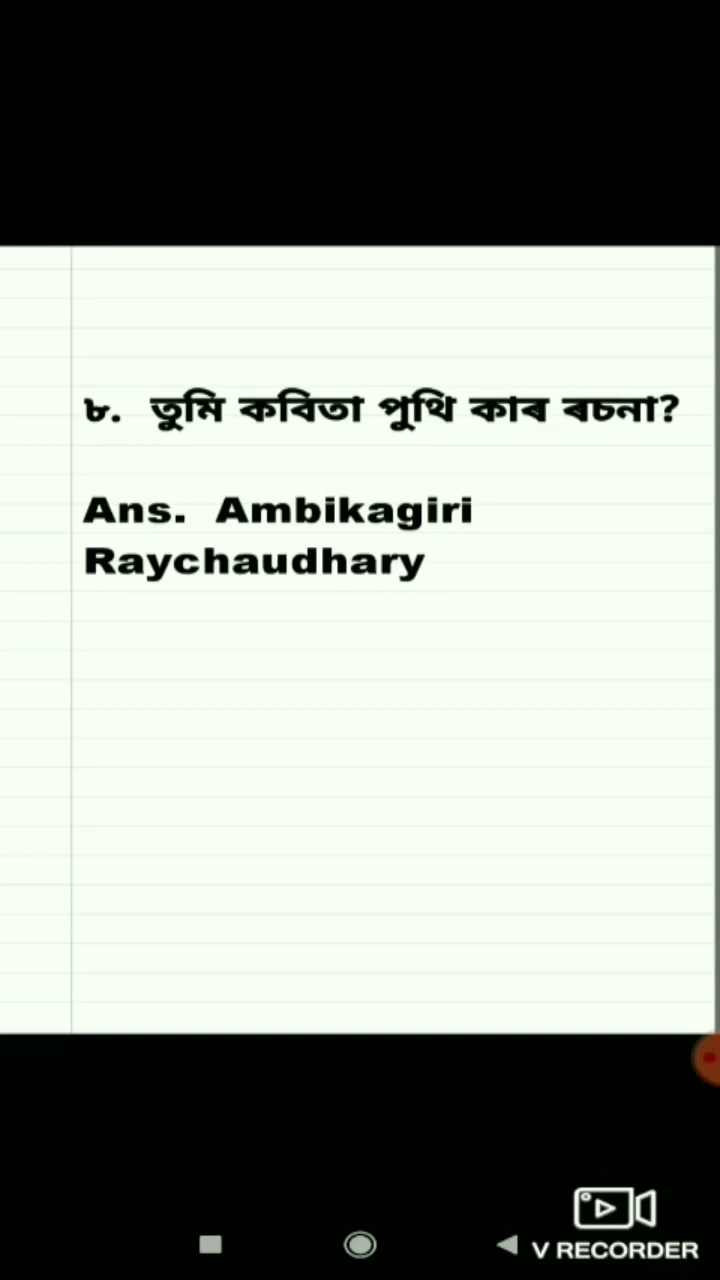 ৮. তুমি কবিতা পুথি কাৰ ৰচনা?
Ans. Ambikagiri
Raychaudhary
V RECORDER